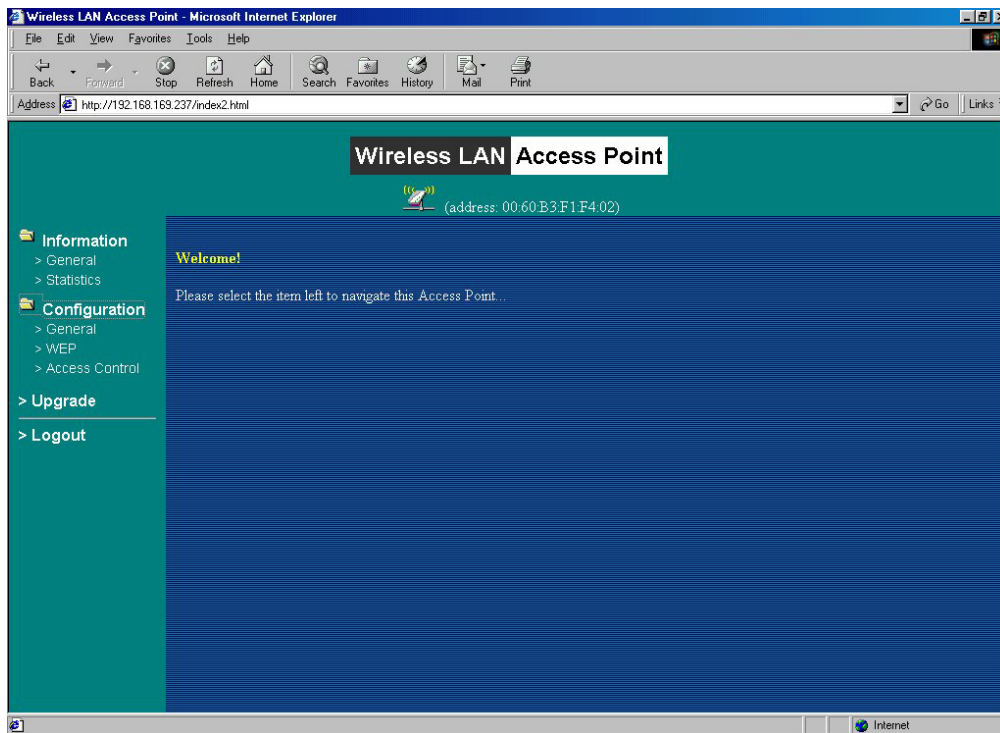 Wireless LAN Access Point - Microsoft Internet Explorer
File Edit View Favorites Tools Help
Back Forward Stop Refresh Home Search Favorites History Mail Print
Address http://192.168.169.237/index2.html Go Links
Wireless LAN Access Point
(address: 00:60:B3:F1:F4:02)
Information
> General
> Statistics
Configuration
> General
> WEP
> Access Control
> Upgrade
> Logout
Welcome!
Please select the item left to navigate this Access Point...
Internet